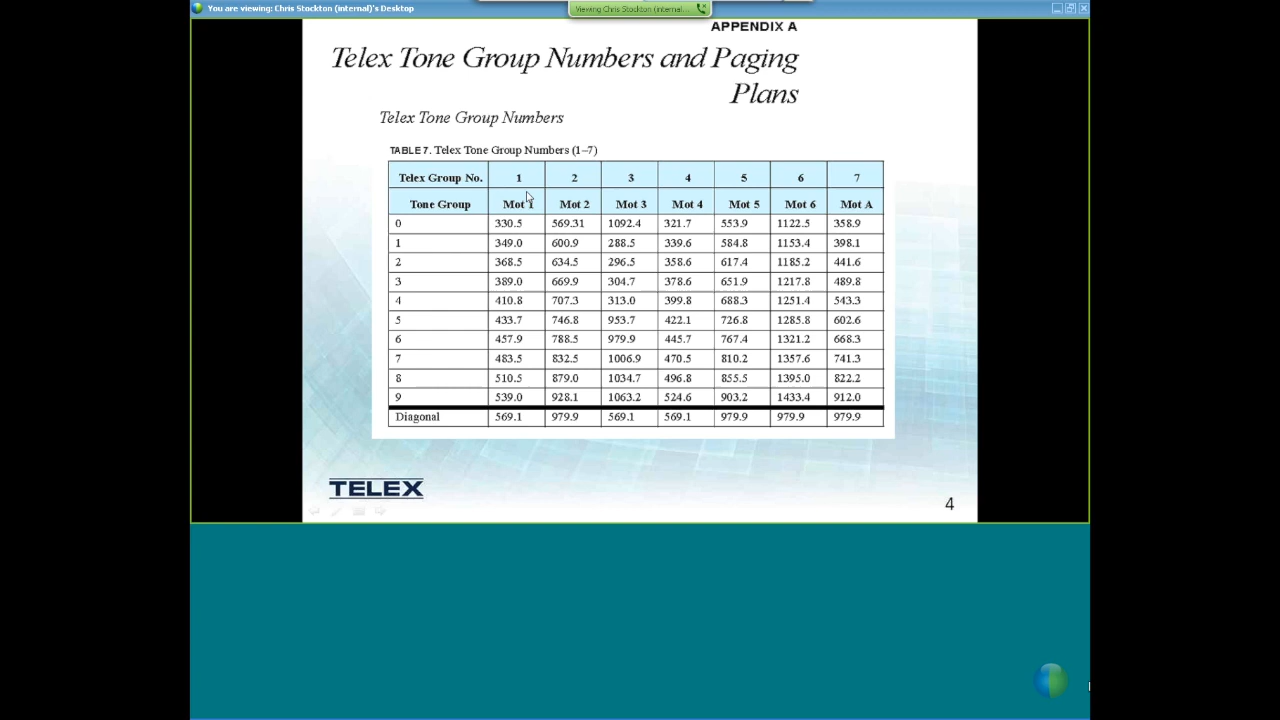 You are viewing: Chris Stockton (internal)'s Desktop
Viewing Chris Stockton (internal...
APPENDIX A
Telex Tone Group Numbers and Paging
Plans
Telex Tone Group Numbers
TABLE 7. Telex Tone Group Numbers (1–7)
Telex Group No. 1 2 3 4 5 6 7
Tone Group Mot 1 Mot 2 Mot 3 Mot 4 Mot 5 Mot 6 Mot A
0 330.5 569.31 1092.4 321.7 553.9 1122.5 358.9
1 349.0 600.9 288.5 339.6 584.8 1153.4 398.1
2 368.5 634.5 296.5 358.6 617.4 1185.2 441.6
3 389.0 669.9 304.7 378.6 651.9 1217.8 489.8
4 410.8 707.3 313.0 399.8 688.3 1251.4 543.3
5 433.7 746.8 953.7 422.1 726.8 1285.8 602.6
6 457.9 788.5 979.9 445.7 767.4 1321.2 668.3
7 483.5 832.5 1006.9 470.5 810.2 1357.6 741.3
8 510.5 879.0 1034.7 496.8 855.5 1395.0 822.2
9 539.0 928.1 1063.2 524.6 903.2 1433.4 912.0
Diagonal 569.1 979.9 569.1 569.1 979.9 979.9 979.9
TELEX
4